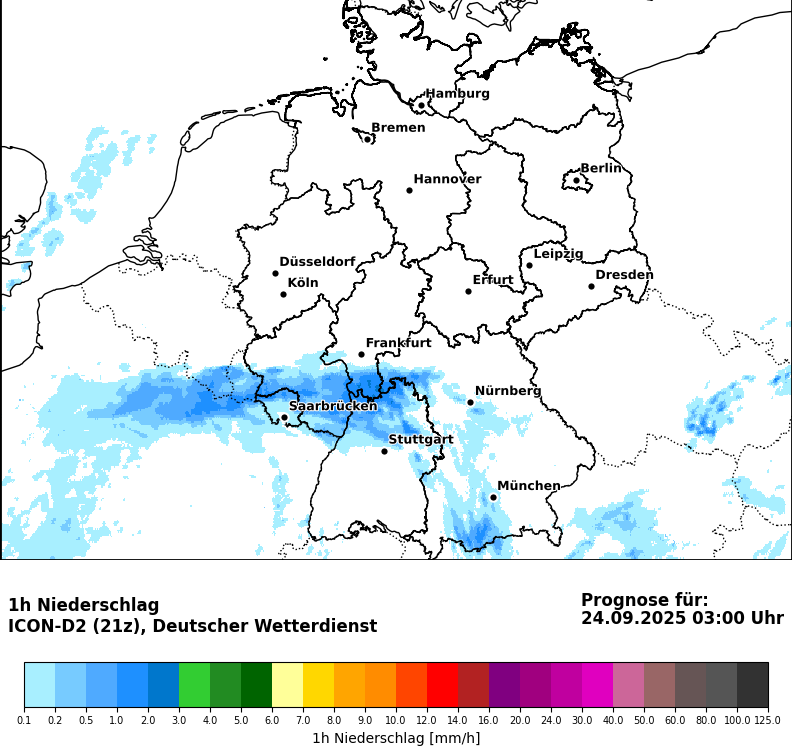 Hamburg
Bremen
Berlin
Hannover
Leipzig
Düsseldorf
Dresden
Köln
Erfurt
Frankfurt
Nürnberg
Saarbrücken
Stuttgart
München
1h Niederschlag
ICON-D2 (21z), Deutscher Wetterdienst
Prognose für:
24.09.2025 03:00 Uhr
0.1 0.2 0.5 1.0 2.0 3.0 4.0 5.0 6.0 7.0 8.0 9.0 10.0 12.0 14.0 16.0 20.0 24.0 30.0 40.0 50.0 60.0 80.0 100.0 125.0
1h Niederschlag [mm/h]